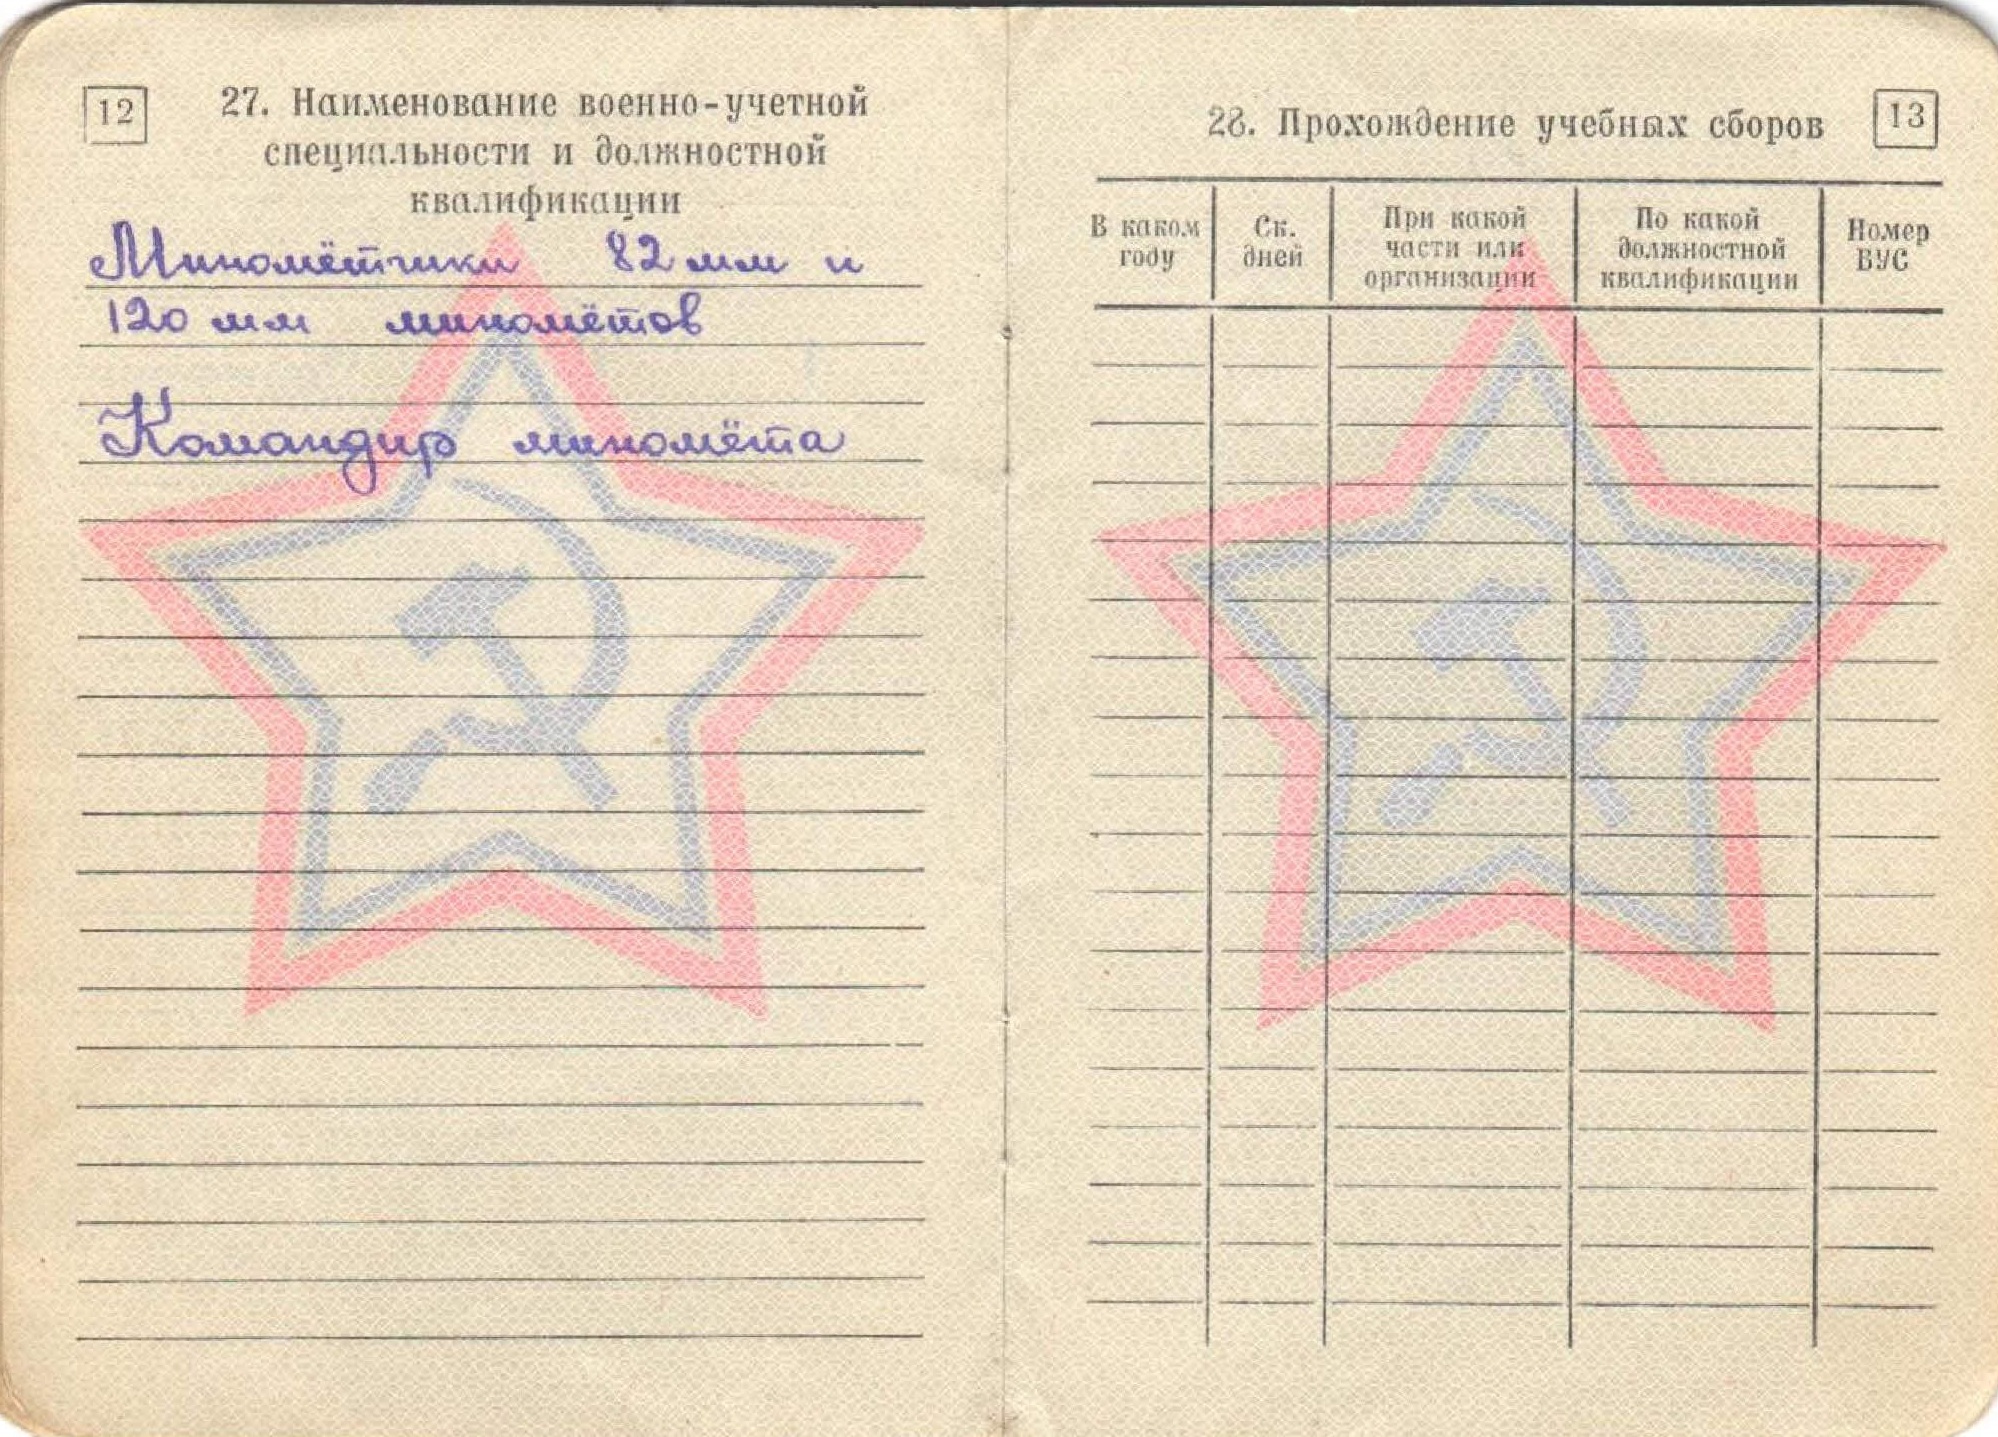 12
27. Наименование военно-учетной
специальности и должностной
квалификации
Миномётчики 82 мм и
120 мм миномётов
Командир миномёта
28. Прохождение учебных сборов
13
В каком
году
Ск.
дней
При какой
части или
организации
По какой
должностной
квалификации
Номер
ВУС